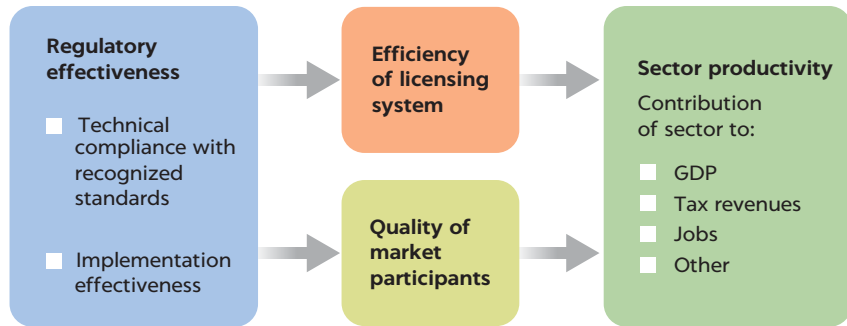 Regulatory
effectiveness
Technical
compliance with
recognized
standards
Implementation
effectiveness
Efficiency
of licensing
system
Quality of
market
participants
Sector productivity
Contribution
of sector to:
GDP
Tax revenues
Jobs
Other